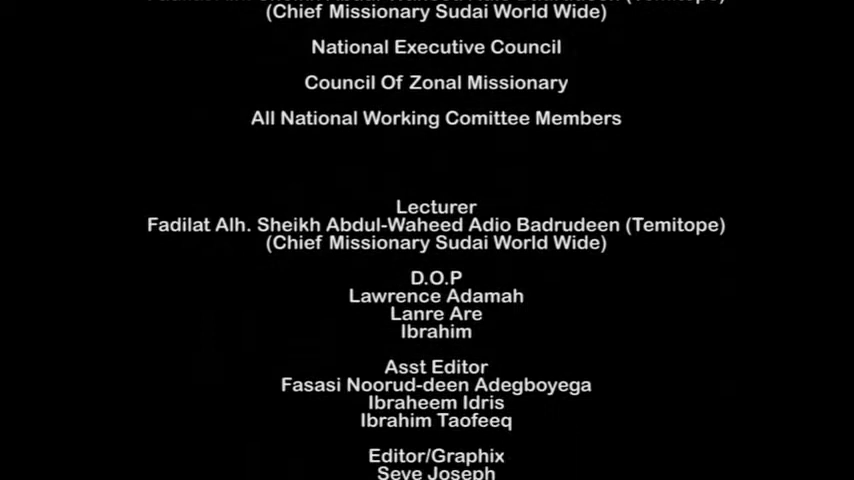 (Chief Missionary Sudai World Wide)
National Executive Council
Council Of Zonal Missionary
All National Working Comittee Members
Lecturer
Fadilat Alh. Sheikh Abdul-Waheed Adio Badrudeen (Temitope)
(Chief Missionary Sudai World Wide)
D.O.P
Lawrence Adamah
Lanre Are
Ibrahim
Asst Editor
Fasasi Noorud-deen Adegboyega
Ibraheem Idris
Ibrahim Taofeeq
Editor/Graphix
Seye Joseph